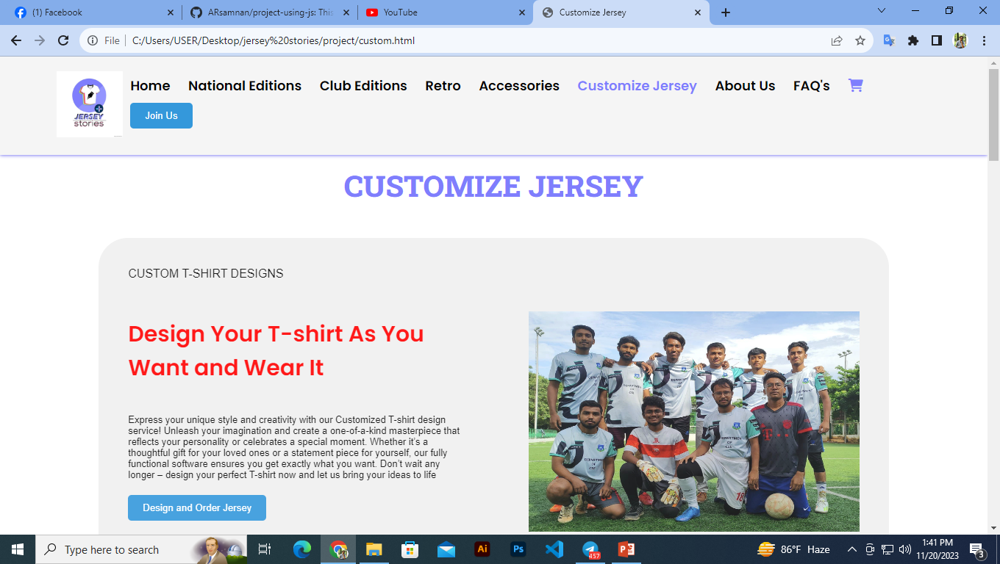 (1) Facebook
ARsamnan/project-using-js: This
YouTube
Customize Jersey
File
C:/Users/USER/Desktop/jersey%20stories/project/custom.html
JERSEY
stories
Home
National Editions
Club Editions
Retro
Accessories
Customize Jersey
About Us
FAQ's
Join Us
CUSTOMIZE JERSEY
CUSTOM T-SHIRT DESIGNS
Design Your T-shirt As You
Want and Wear It
Express your unique style and creativity with our Customized T-shirt design
service! Unleash your imagination and create a one-of-a-kind masterpiece that
reflects your personality or celebrates a special moment. Whether it's a
thoughtful gift for your loved ones or a statement piece for yourself, our fully
functional software ensures you get exactly what you want. Don't wait any
longer – design your perfect T-shirt now and let us bring your ideas to life
Design and Order Jersey
DEPARTMENT
OF
CSE
18
Type here to search
Ai
Ps
457
86°F Haze
1:41 PM
11/20/2023
3